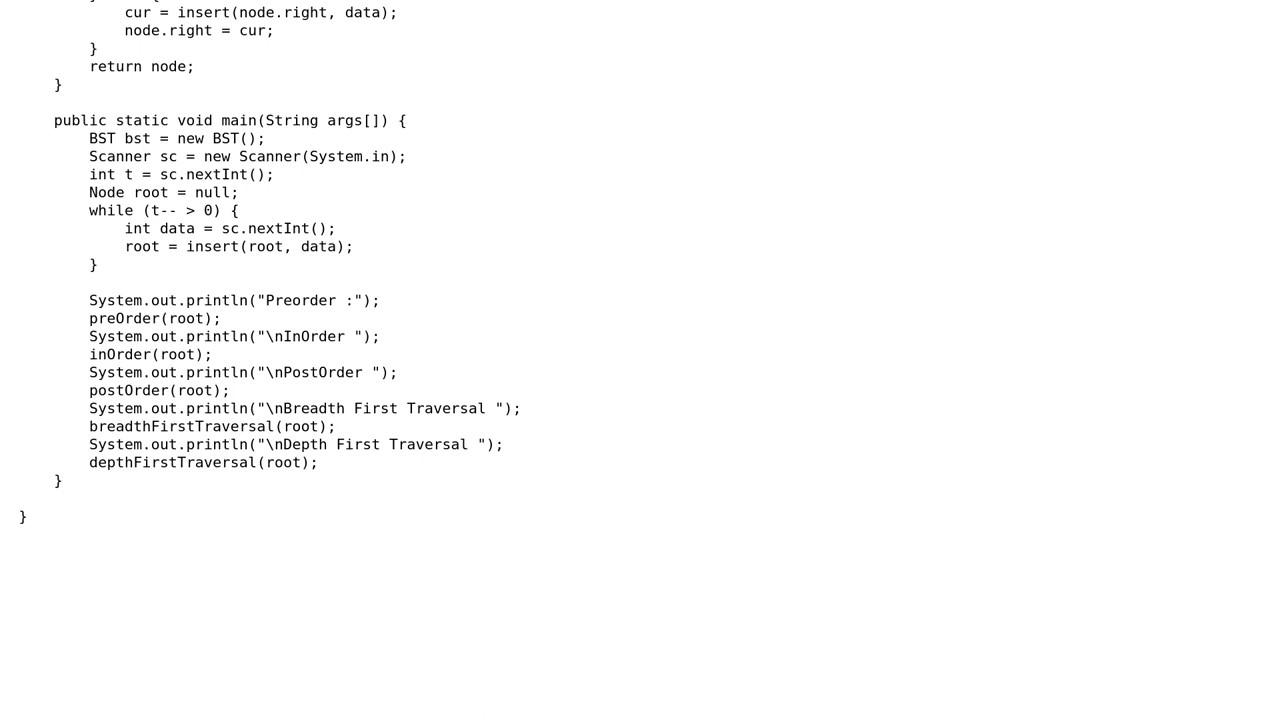 cur = insert(node.right, data);
            node.right = cur;
        }
        return node;
    }

    public static void main(String args[]) {
        BST bst = new BST();
        Scanner sc = new Scanner(System.in);
        int t = sc.nextInt();
        Node root = null;
        while (t-- > 0) {
            int data = sc.nextInt();
            root = insert(root, data);
        }

        System.out.println("Preorder :");
        preOrder(root);
        System.out.println("\nInOrder ");
        inOrder(root);
        System.out.println("\nPostOrder ");
        postOrder(root);
        System.out.println("\nBreadth First Traversal ");
        breadthFirstTraversal(root);
        System.out.println("\nDepth First Traversal ");
        depthFirstTraversal(root);
    }

}